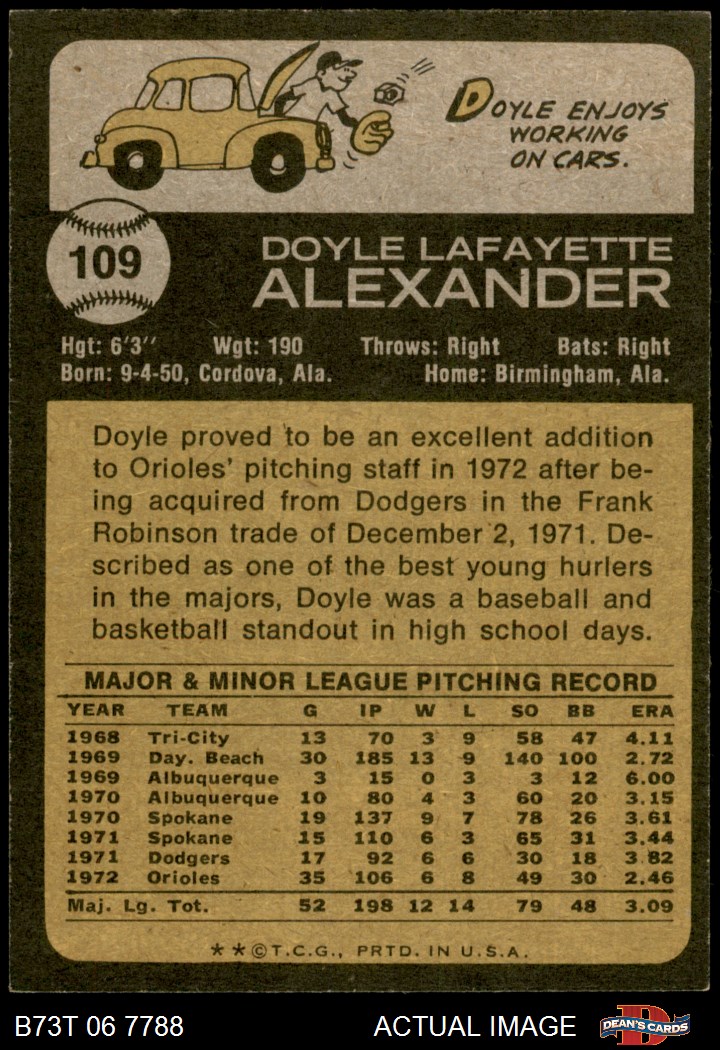 DOYLE ENJOYS
WORKING
ON CARS.
109
DOYLE LAFAYETTE
ALEXANDER
Hgt: 6'3'' Wgt: 190 Throws: Right Bats: Right
Born: 9-4-50, Cordova, Ala. Home: Birmingham, Ala.
Doyle proved to be an excellent addition
to Orioles' pitching staff in 1972 after be-
ing acquired from Dodgers in the Frank
Robinson trade of December 2, 1971. De-
scribed as one of the best young hurlers
in the majors, Doyle was a baseball and
basketball standout in high school days.
MAJOR & MINOR LEAGUE PITCHING RECORD
YEAR TEAM G IP W L SO BB ERA
1968 Tri-City 13 70 3 9 58 47 4.11
1969 Day. Beach 30 185 13 9 140 100 2.72
1969 Albuquerque 3 15 0 3 3 12 6.00
1970 Albuquerque 10 80 4 3 60 20 3.15
1970 Spokane 19 137 9 7 78 26 3.61
1971 Spokane 15 110 6 3 65 31 3.44
1971 Dodgers 17 92 6 6 30 18 3.82
1972 Orioles 35 106 6 8 49 30 2.46
Maj. Lg. Tot. 52 198 12 14 79 48 3.09
**©T.C.G., PRTD. IN U.S.A.
B73T 06 7788 ACTUAL IMAGE D DEAN'S CARDS